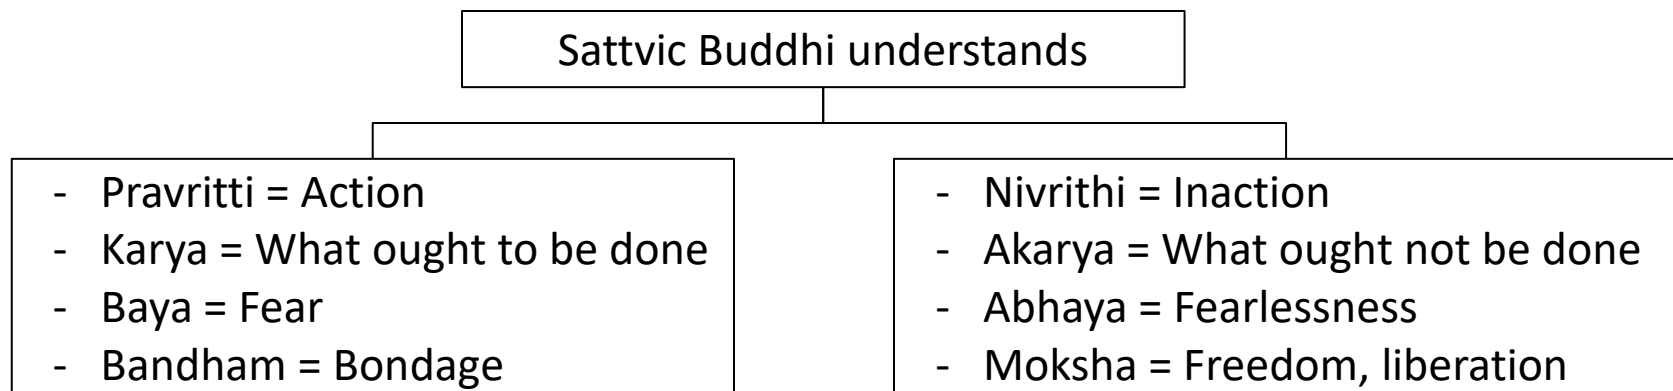 Sattvic Buddhi understands
- Pravritti = Action
- Karya = What ought to be done
- Baya = Fear
- Bandham = Bondage
- Nivrithi = Inaction
- Akarya = What ought not be done
- Abhaya = Fearlessness
- Moksha = Freedom, liberation